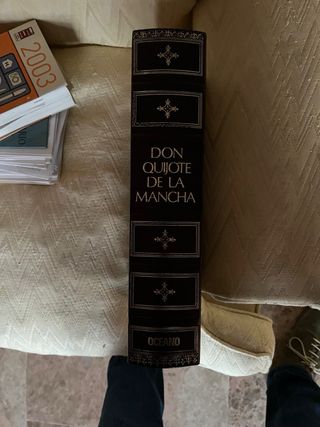 2003
DON
QUIJOTE
DE LA
MANCHA
OCEANO